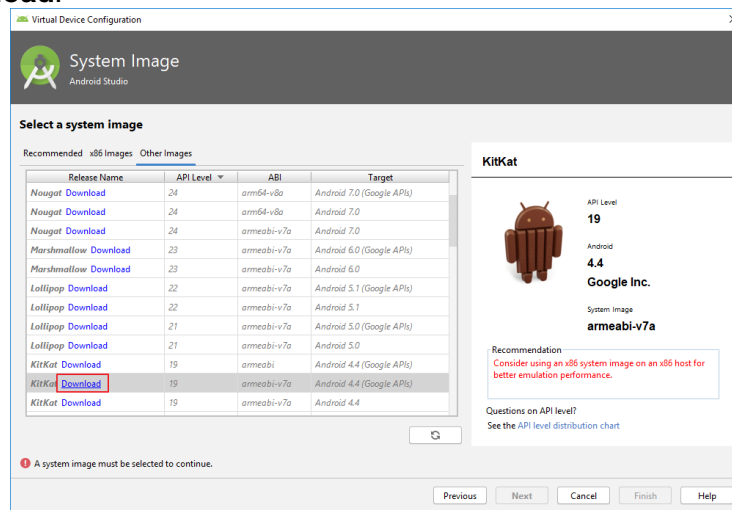 Virtual Device Configuration
System Image
Android Studio
Select a system image
Recommended x86 Images Other Images
Release Name API Level ABI Target
Nougat Download 24 arm64-v8a Android 7.0 (Google APIs)
Nougat Download 24 arm64-v8a Android 7.0
Nougat Download 24 armeabi-v7a Android 7.0
Marshmallow Download 23 armeabi-v7a Android 6.0 (Google APIs)
Marshmallow Download 23 armeabi-v7a Android 6.0
Lollipop Download 22 armeabi-v7a Android 5.1 (Google APIs)
Lollipop Download 22 armeabi-v7a Android 5.1
Lollipop Download 21 armeabi-v7a Android 5.0 (Google APIs)
Lollipop Download 21 armeabi-v7a Android 5.0
KitKat Download 19 armeabi Android 4.4 (Google APIs)
KitKat Download 19 armeabi-v7a Android 4.4 (Google APIs)
KitKat Download 19 armeabi-v7a Android 4.4
KitKat
API Level
19
Android
4.4
Google Inc.
System Image
armeabi-v7a
Recommendation
Consider using an x86 system image on an x86 host for
better emulation performance.
Questions on API level?
See the API level distribution chart
A system image must be selected to continue.
Previous Next Cancel Finish Help